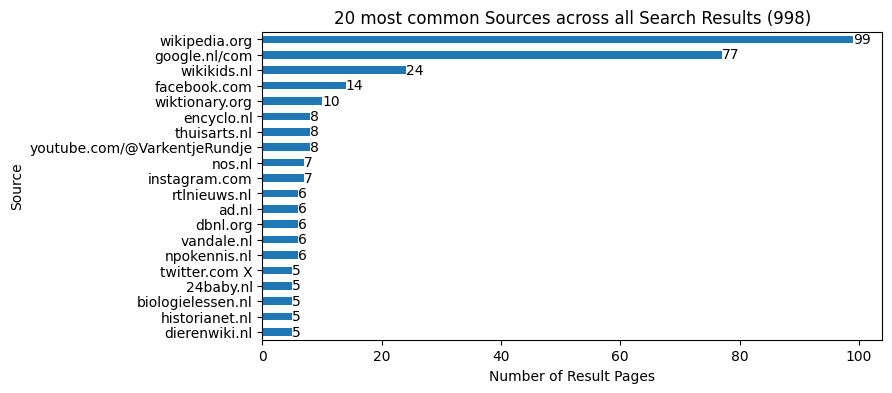 20 most common Sources across all Search Results (998)
wikipedia.org 99
google.nl/com 77
wikikids.nl 24
facebook.com 14
wiktionary.org 10
encyclo.nl 8
thuisarts.nl 8
youtube.com/@VarkentjeRundje 8
nos.nl 7
instagram.com 7
rtlnieuws.nl 6
ad.nl 6
dbnl.org 6
vandale.nl 6
npokennis.nl 6
twitter.com X 5
24baby.nl 5
biologielessen.nl 5
historianet.nl 5
dierenwiki.nl 5
Source
0 20 40 60 80 100
Number of Result Pages